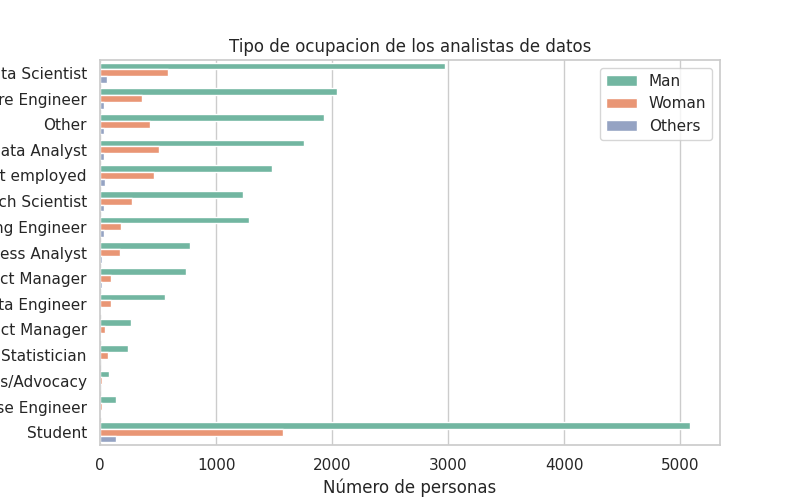 Tipo de ocupacion de los analistas de datos
ta Scientist
re Engineer
Other
ata Analyst
t employed
ch Scientist
ng Engineer
ess Analyst
ct Manager
ta Engineer
ct Manager
Statistician
s/Advocacy
se Engineer
Student
Man
Woman
Others
0 1000 2000 3000 4000 5000
Número de personas